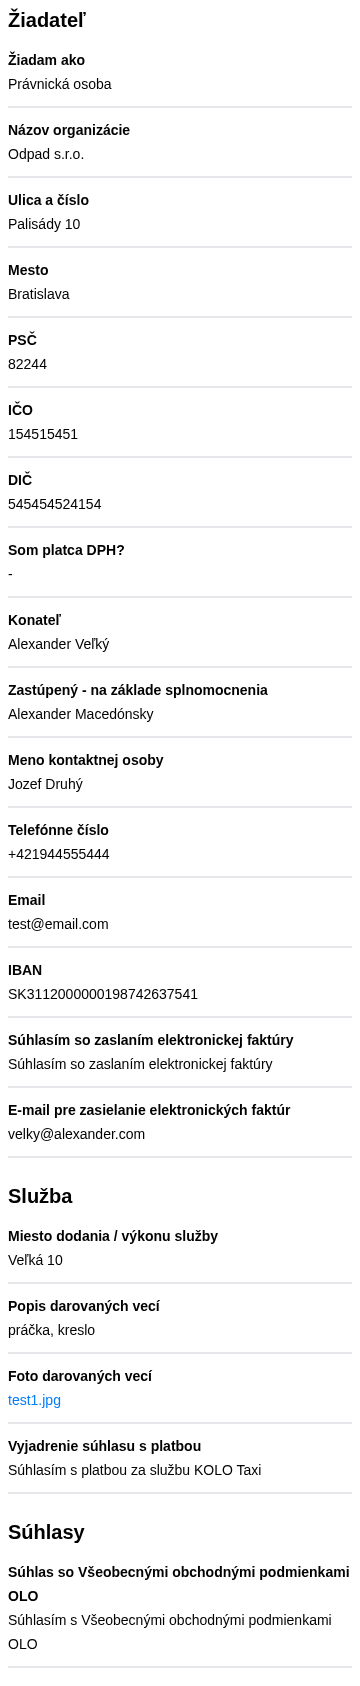 Žiadateľ
Žiadam ako
Právnická osoba
Názov organizácie
Odpad s.r.o.
Ulica a číslo
Palisády 10
Mesto
Bratislava
PSČ
82244
IČO
154515451
DIČ
545454524154
Som platca DPH?
-
Konateľ
Alexander Veľký
Zastúpený - na základe splnomocnenia
Alexander Macedónsky
Meno kontaktnej osoby
Jozef Druhý
Telefónne číslo
+421944555444
Email
test@email.com
IBAN
SK3112000000198742637541
Súhlasím so zaslaním elektronickej faktúry
Súhlasím so zaslaním elektronickej faktúry
E-mail pre zasielanie elektronických faktúr
velky@alexander.com
Služba
Miesto dodania / výkonu služby
Veľká 10
Popis darovaných vecí
práčka, kreslo
Foto darovaných vecí
test1.jpg
Vyjadrenie súhlasu s platbou
Súhlasím s platbou za službu KOLO Taxi
Súhlasy
Súhlas so Všeobecnými obchodnými podmienkami
OLO
Súhlasím s Všeobecnými obchodnými podmienkami
OLO